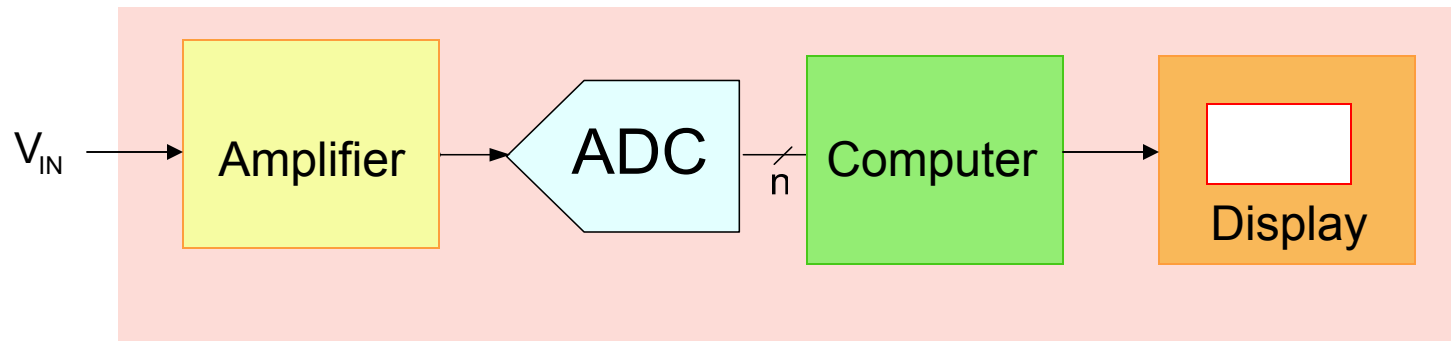 V_IN
Amplifier
ADC
n
Computer
Display